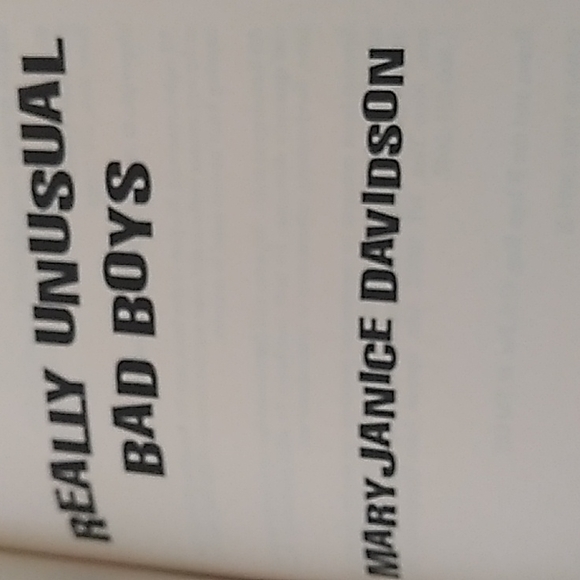 REALLY UNUSUAL
BAD BOYS
MARYJANICE DAVIDSON